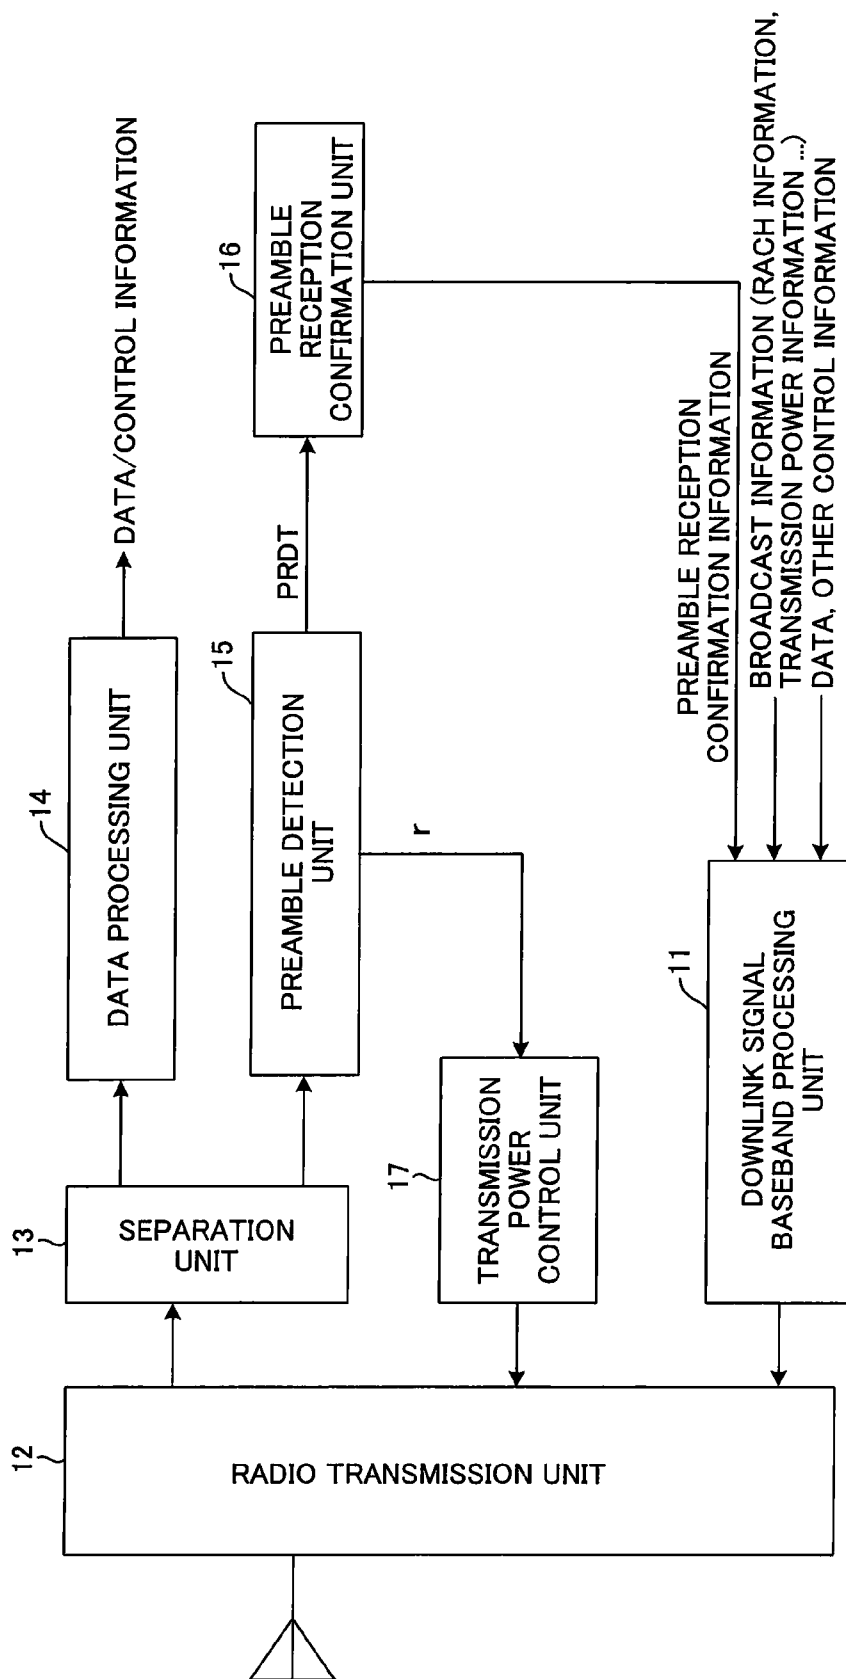 12
RADIO TRANSMISSION UNIT
13
SEPARATION
UNIT
14
DATA PROCESSING UNIT
DATA/CONTROL INFORMATION
15
PREAMBLE DETECTION
UNIT
PRDT
16
PREAMBLE
RECEPTION
CONFIRMATION UNIT
r
17
TRANSMISSION
POWER
CONTROL UNIT
11
DOWNLINK SIGNAL
BASEBAND PROCESSING
UNIT
PREAMBLE RECEPTION
CONFIRMATION INFORMATION
BROADCAST INFORMATION (RACH INFORMATION,
TRANSMISSION POWER INFORMATION ...)
DATA, OTHER CONTROL INFORMATION